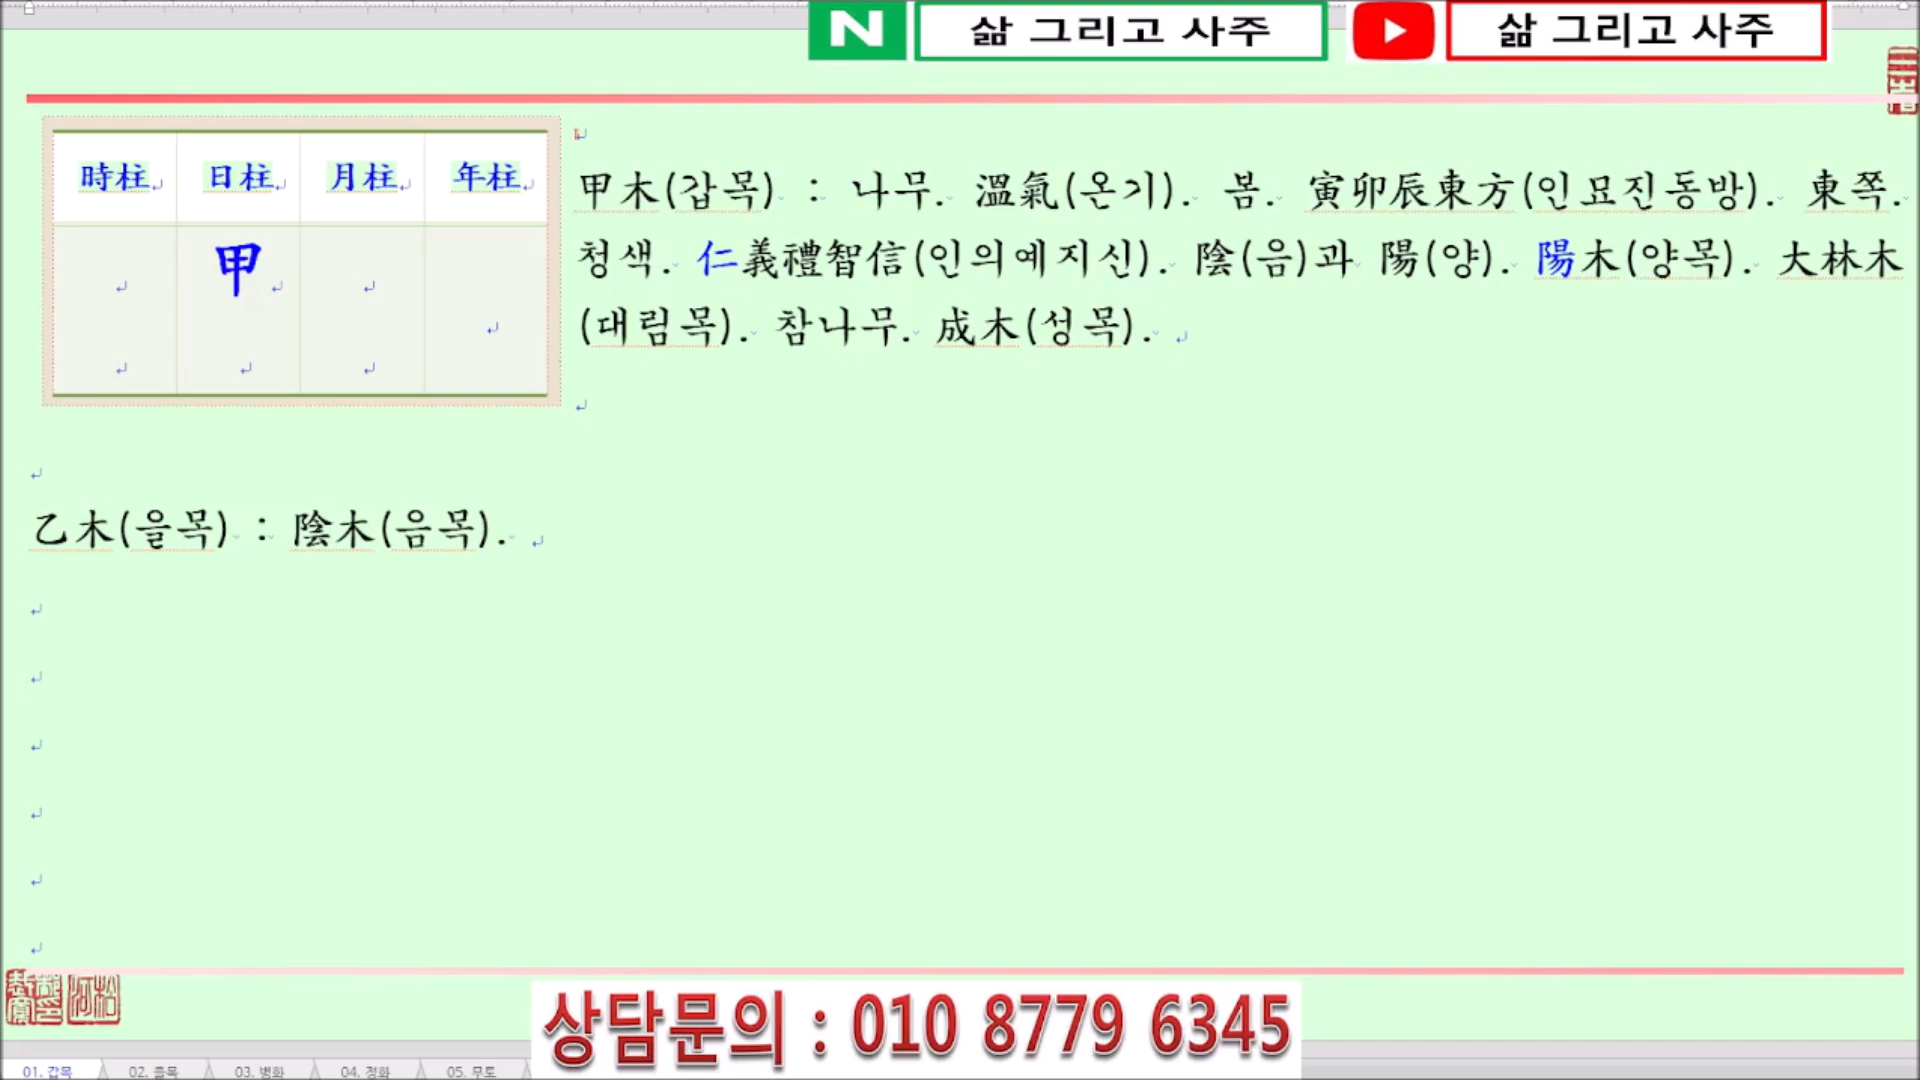 N 삶 그리고 사주 삶 그리고 사주
時柱 日柱 月柱 年柱
甲
甲木(갑목) : 나무. 溫氣(온기). 봄. 寅卯辰東方(인묘진동방). 東쪽.
청색. 仁義禮智信(인의예지신). 陰(음)과 陽(양). 陽木(양목). 大林木
(대림목). 참나무. 成木(성목).
乙木(을목) : 陰木(음목).
상담문의 : 010 8779 6345
01. 갑목 02. 을목 03. 병화 04. 정화 05. 무토